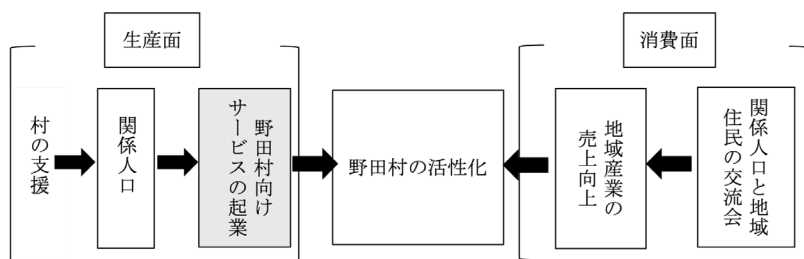 生産面
消費面
村の支援
関係人口
野田村向け
サービスの起業
野田村の活性化
地域産業の
売上向上
関係人口と地域
住民の交流会